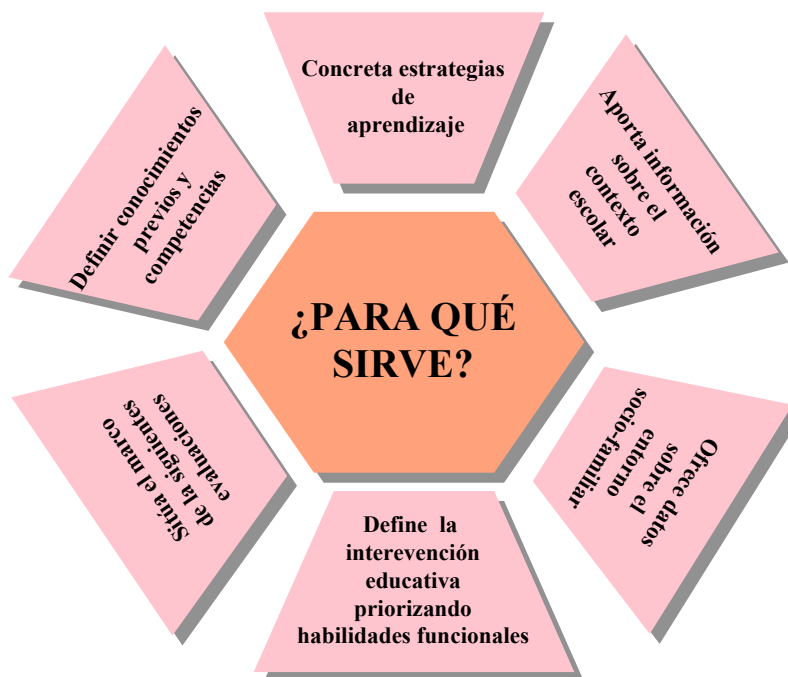 Concreta estrategias
de
aprendizaje
Aporta información
sobre el
contexto
escolar
Ofrece datos
sobre el
entorno
socio-familiar
Define la
interevención
educativa
priorizando
habilidades funcionales
Sitúa el marco
de la siguientes
evaluaciones
Definir conocimientos
previos y
competencias
¿PARA QUÉ
SIRVE?